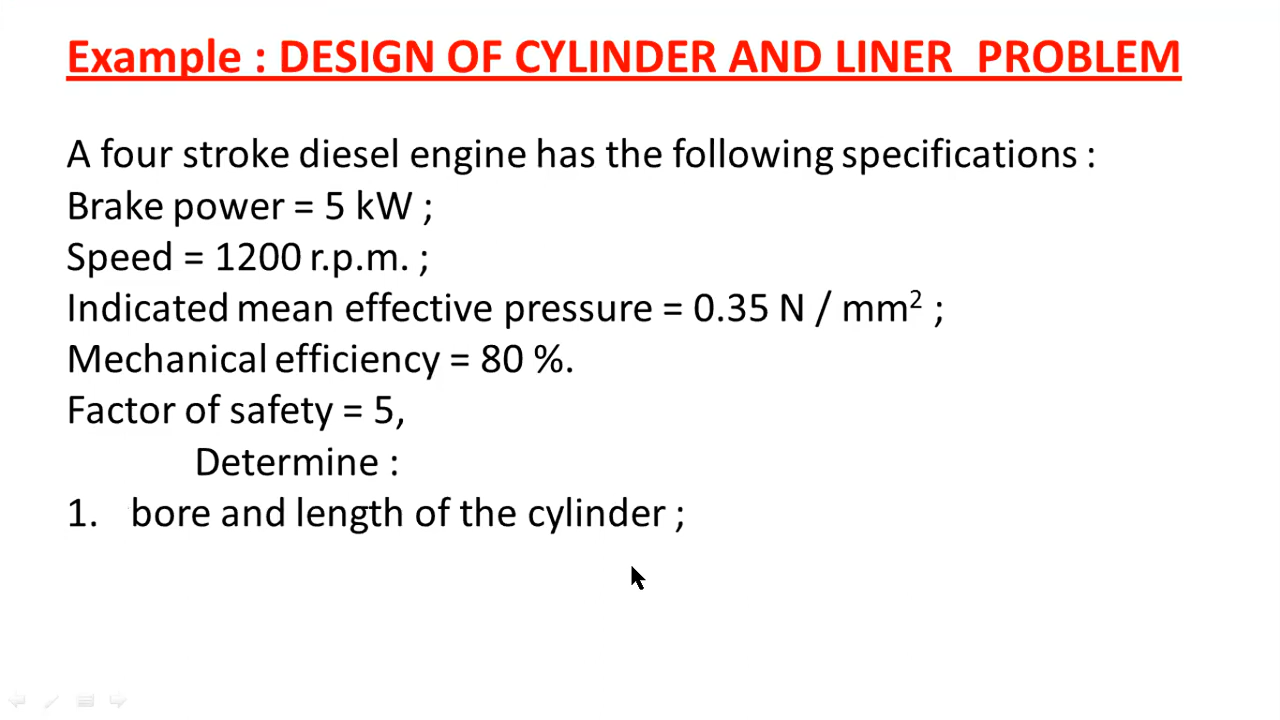 Example : DESIGN OF CYLINDER AND LINER PROBLEM
A four stroke diesel engine has the following specifications :
Brake power = 5 kW ;
Speed = 1200 r.p.m. ;
Indicated mean effective pressure = 0.35 N / mm² ;
Mechanical efficiency = 80 %.
Factor of safety = 5,
Determine :
1. bore and length of the cylinder ;